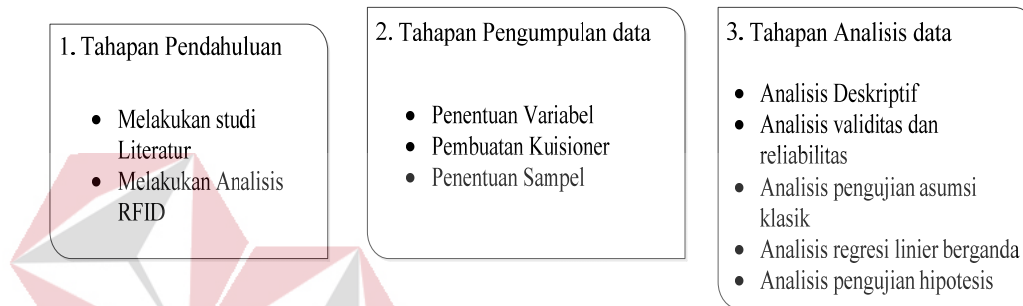 1. Tahapan Pendahuluan
• Melakukan studi
Literatur
• Melakukan Analisis
RFID
2. Tahapan Pengumpulan data
• Penentuan Variabel
• Pembuatan Kuisioner
• Penentuan Sampel
3. Tahapan Analisis data
• Analisis Deskriptif
• Analisis validitas dan
reliabilitas
• Analisis pengujian asumsi
klasik
• Analisis regresi linier berganda
• Analisis pengujian hipotesis